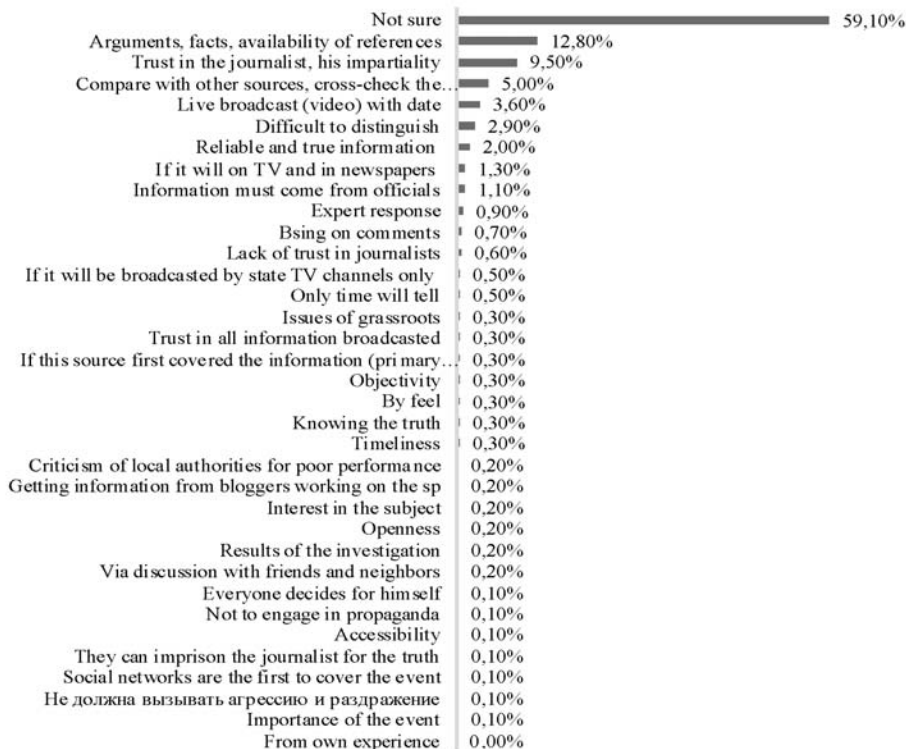 Not sure 59,10%
Arguments, facts, availability of references 12,80%
Trust in the journalist, his impartiality 9,50%
Compare with other sources, cross-check the… 5,00%
Live broadcast (video) with date 3,60%
Difficult to distinguish 2,90%
Reliable and true information 2,00%
If it will on TV and in newspapers 1,30%
Information must come from officials 1,10%
Expert response 0,90%
Bsing on comments 0,70%
Lack of trust in journalists 0,60%
If it will be broadcasted by state TV channels only 0,50%
Only time will tell 0,50%
Issues of grassroots 0,30%
Trust in all information broadcasted 0,30%
If this source first covered the information (primary… 0,30%
Objectivity 0,30%
By feel 0,30%
Knowing the truth 0,30%
Timeliness 0,30%
Criticism of local authorities for poor performance 0,20%
Getting information from bloggers working on the sp 0,20%
Interest in the subject 0,20%
Openness 0,20%
Results of the investigation 0,20%
Via discussion with friends and neighbors 0,20%
Everyone decides for himself 0,10%
Not to engage in propaganda 0,10%
Accessibility 0,10%
They can imprison the journalist for the truth 0,10%
Social networks are the first to cover the event 0,10%
Не должна вызывать агрессию и раздражение 0,10%
Importance of the event 0,10%
From own experience 0,00%